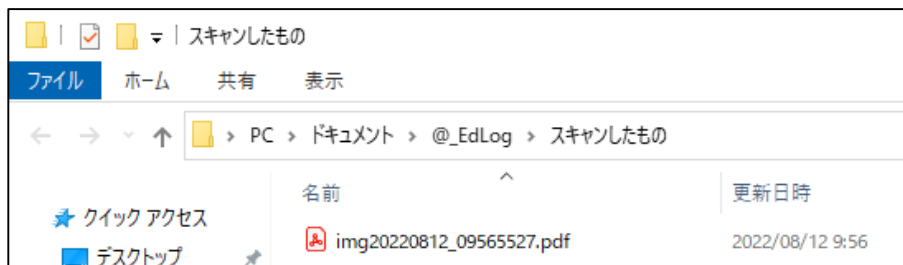 スキャンしたもの
ファイル ホーム 共有 表示
PC › ドキュメント › @_EdLog › スキャンしたもの
名前 更新日時
クイック アクセス
img20220812_09565527.pdf 2022/08/12 9:56
デスクトップ